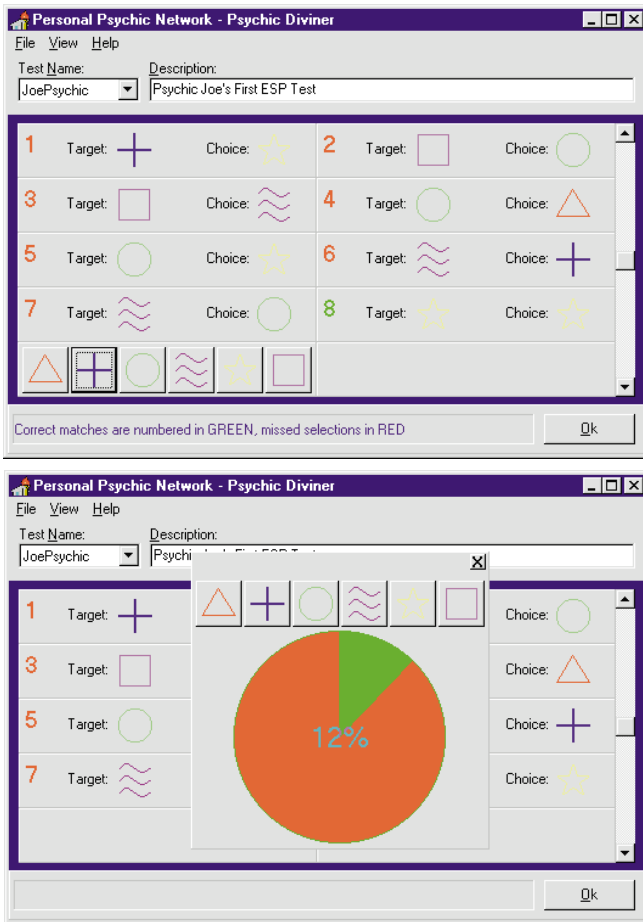 Personal Psychic Network - Psychic Diviner
File View Help
Test Name: Description:
JoePsychic Psychic Joe's First ESP Test
1 Target: Choice: 2 Target: Choice:
3 Target: Choice: 4 Target: Choice:
5 Target: Choice: 6 Target: Choice:
7 Target: Choice: 8 Target: Choice:
Correct matches are numbered in GREEN, missed selections in RED Ok
Personal Psychic Network - Psychic Diviner
File View Help
Test Name: Description:
JoePsychic
1 Target: Choice:
3 Target: Choice:
5 Target: Choice:
12%
7 Target: Choice:
Ok